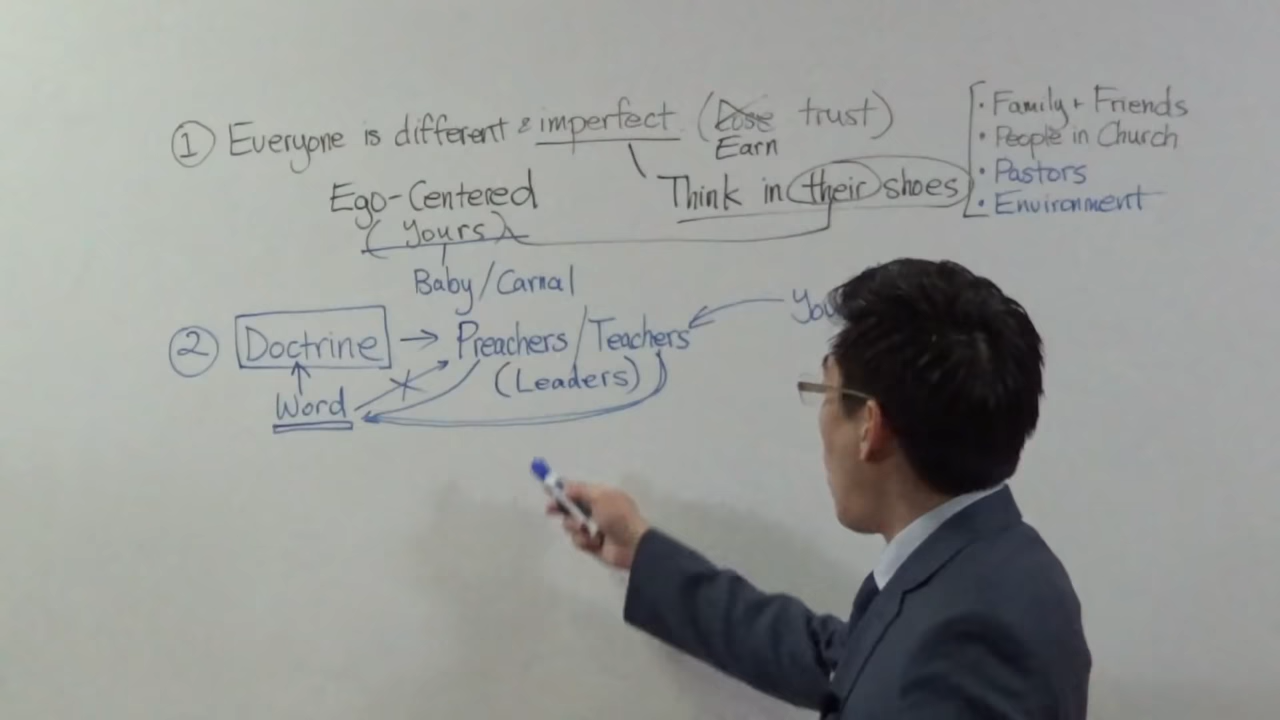 ① Everyone is different & imperfect (Lose trust)
Earn
Ego-Centered
(Yours)
Think in their shoes
· Family + Friends
· People in Church
· Pastors
· Environment
Baby/Carnal
② Doctrine → Preachers/Teachers
(Leaders)
Word